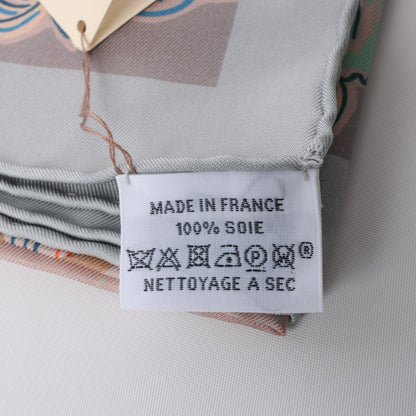 MADE IN FRANCE
100% SOIE
P W ®
NETTOYAGE A SEC